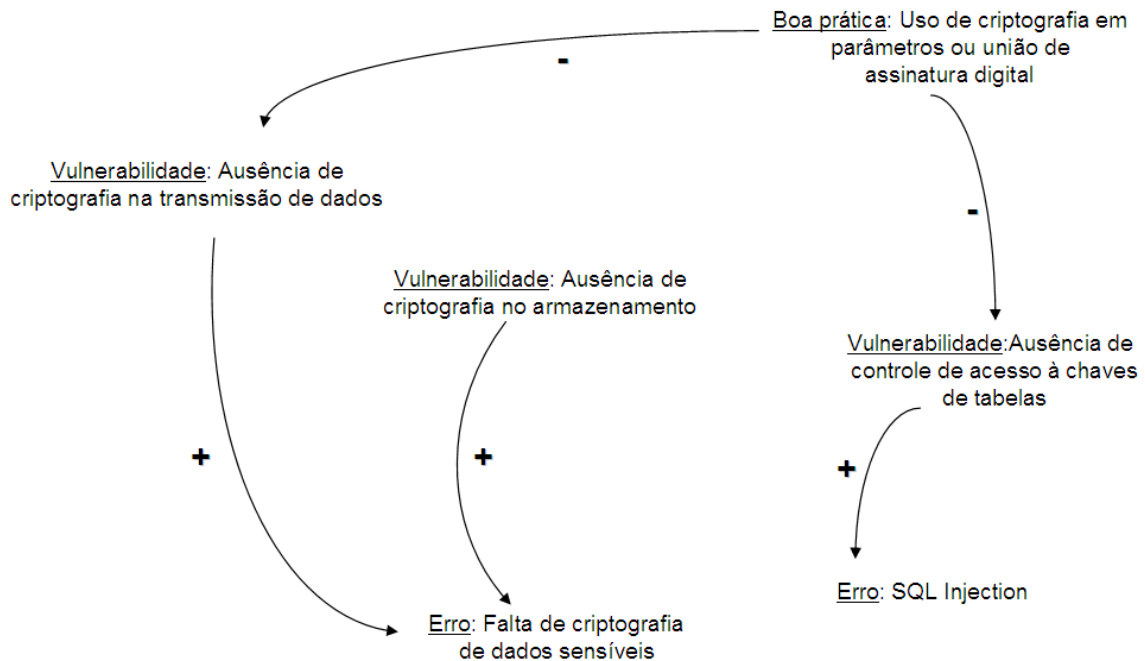 Boa prática: Uso de criptografia em
parâmetros ou união de
assinatura digital
-
Vulnerabilidade: Ausência de
criptografia na transmissão de dados
-
Vulnerabilidade: Ausência de
criptografia no armazenamento
Vulnerabilidade:Ausência de
controle de acesso à chaves
de tabelas
+
+
+
Erro: SQL Injection
Erro: Falta de criptografia
de dados sensíveis